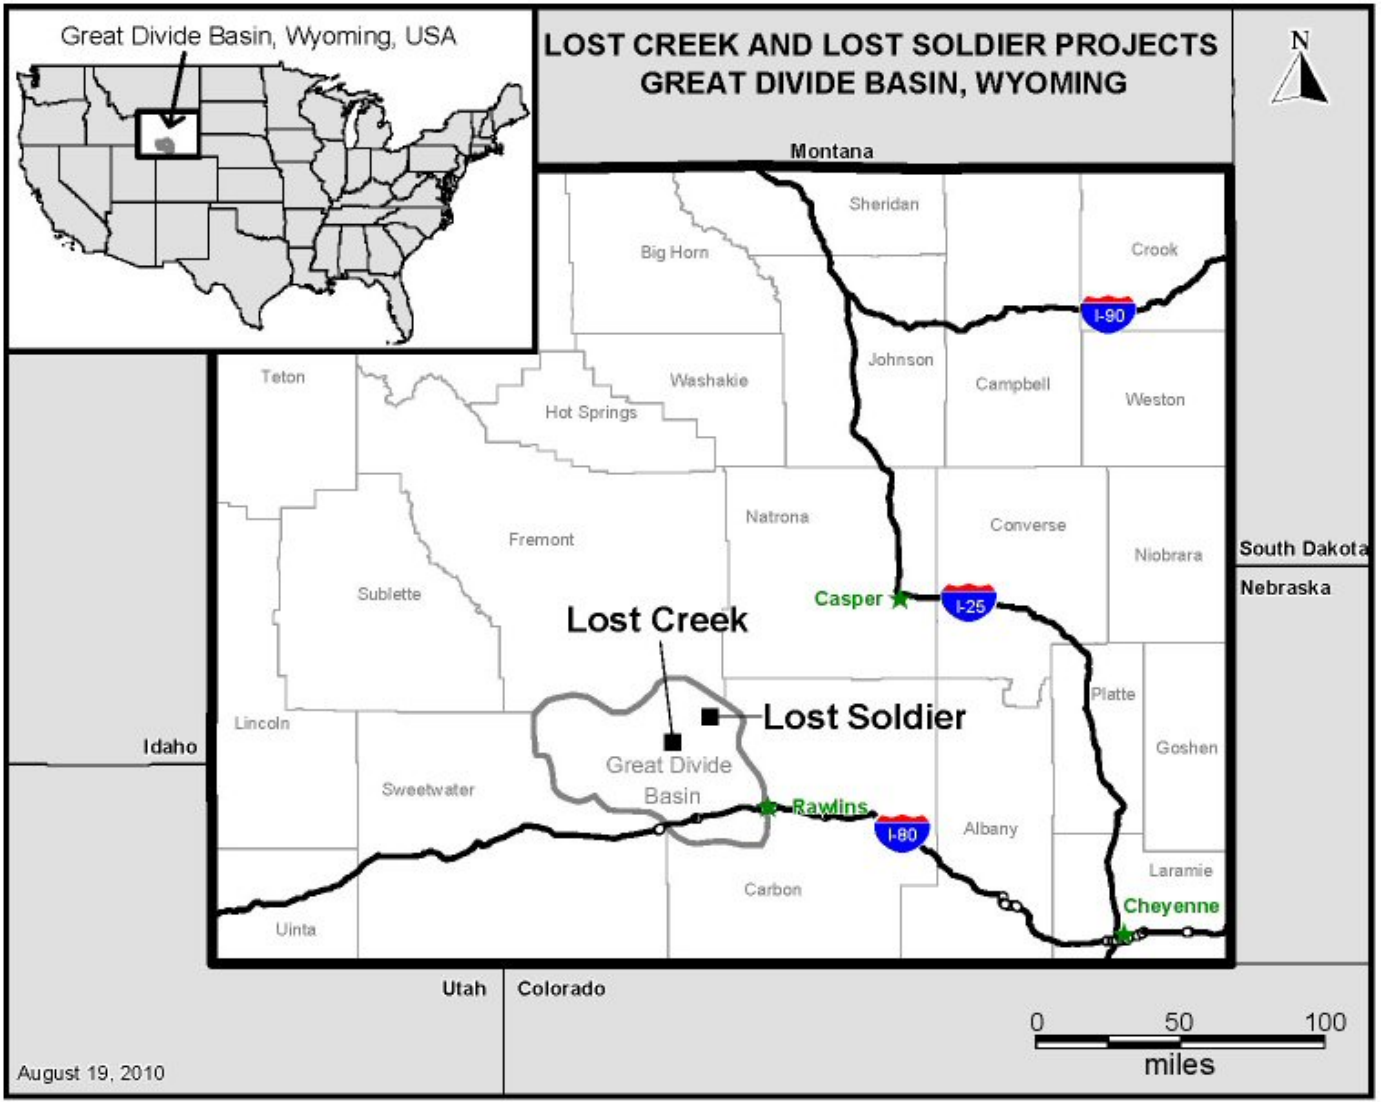 Great Divide Basin, Wyoming, USA
LOST CREEK AND LOST SOLDIER PROJECTS
GREAT DIVIDE BASIN, WYOMING
N
Montana
Sheridan
Big Horn
Crook
I-90
Teton
Washakie
Johnson
Campbell
Weston
Hot Springs
Natrona
Converse
Fremont
Niobrara
South Dakota
Nebraska
Sublette
Casper
I-25
Lost Creek
Platte
Lincoln
Lost Soldier
Goshen
Idaho
Great Divide
Basin
Sweetwater
Rawlins
I-80
Albany
Laramie
Carbon
Cheyenne
Uinta
Utah
Colorado
0 50 100
miles
August 19, 2010